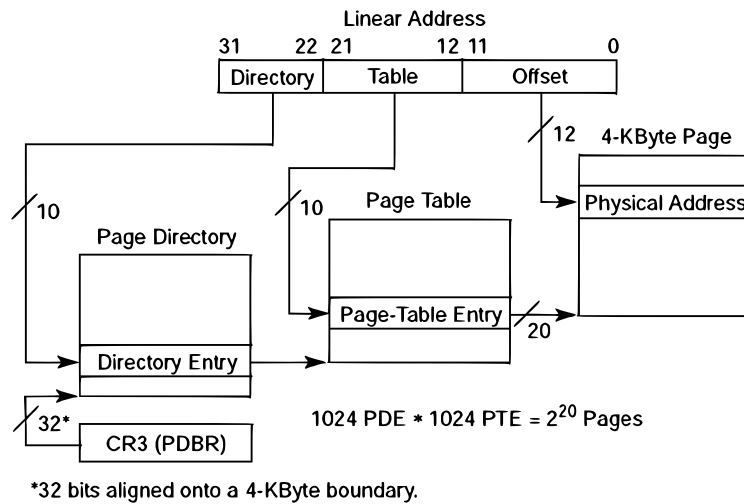 Linear Address
31 22 21 12 11 0
Directory Table Offset
12
4-KByte Page
Physical Address
10
10
Page Table
Page Directory
Page-Table Entry
20
Directory Entry
32*
CR3 (PDBR)
1024 PDE * 1024 PTE = 2²⁰ Pages
*32 bits aligned onto a 4-KByte boundary.